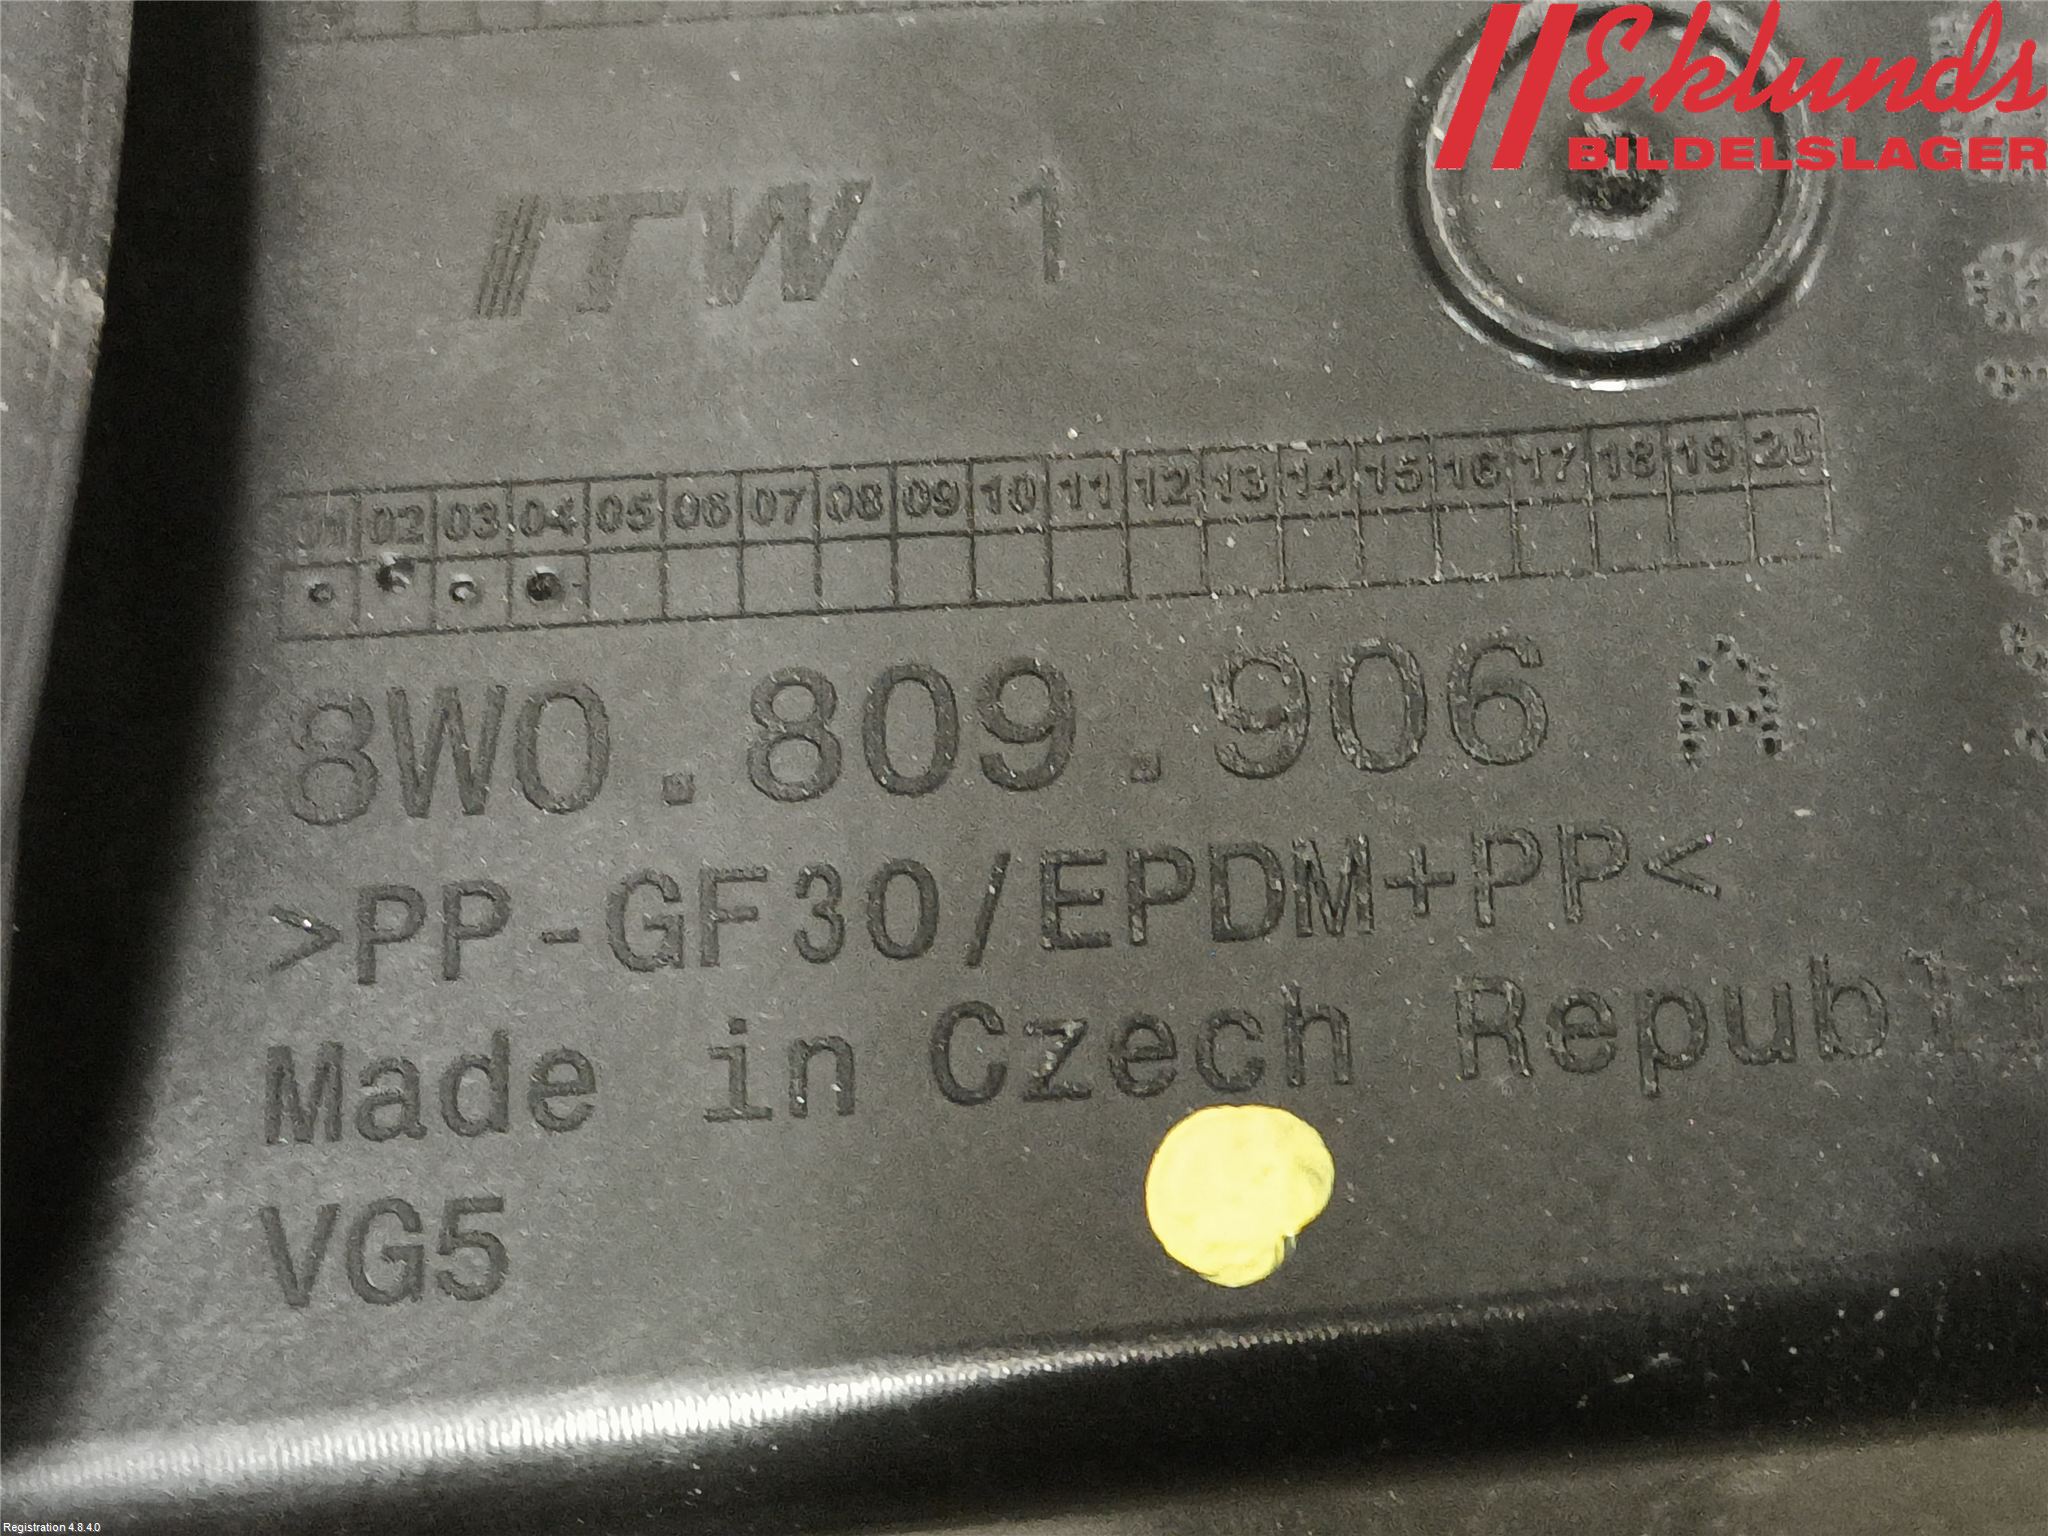 Eklunds
BILDELSLAGER
ITW 1
01 02 03 04 05 06 07 08 09 10 11 12 13 14 15 16 17 18 19 20
8W0.809.906 A
>PP-GF30/EPDM+PP<
Made in Czech Republi
VG5
Registration 4.8.4.0